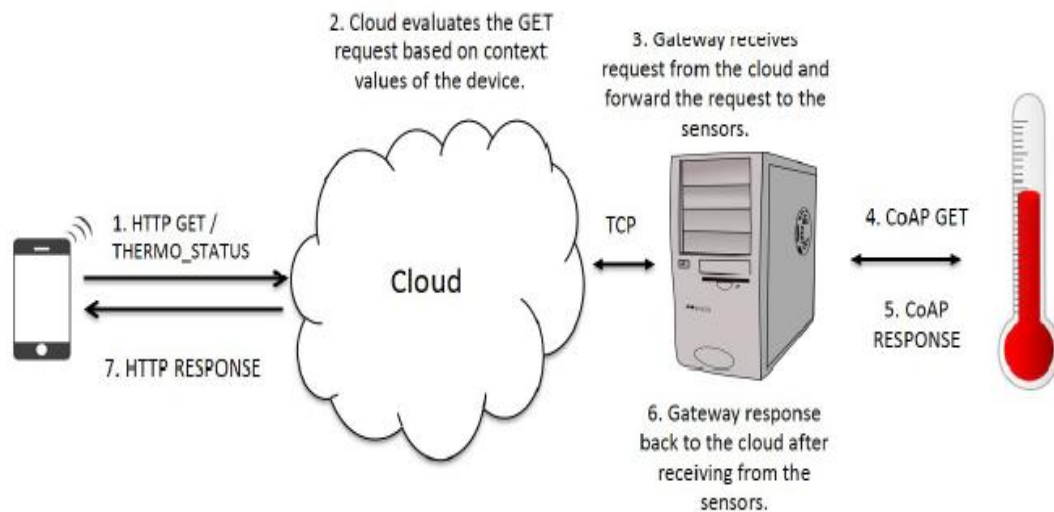 2. Cloud evaluates the GET
request based on context
values of the device.
3. Gateway receives
request from the cloud and
forward the request to the
sensors.
1. HTTP GET /
THERMO_STATUS
Cloud
TCP
4. CoAP GET
5. CoAP
RESPONSE
7. HTTP RESPONSE
6. Gateway response
back to the cloud after
receiving from the
sensors.